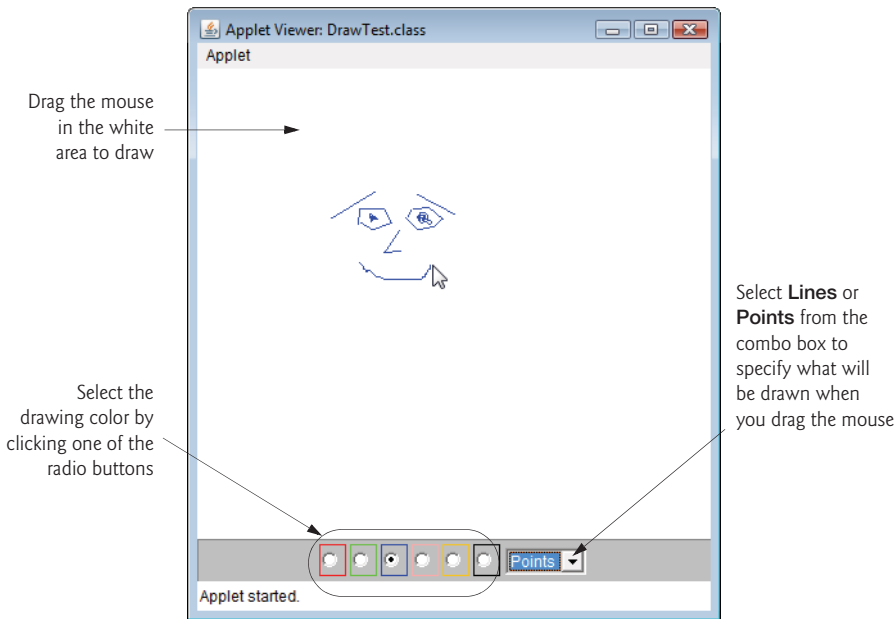 Applet Viewer: DrawTest.class
Applet
Drag the mouse
in the white
area to draw
Select the
drawing color by
clicking one of the
radio buttons
Select Lines or
Points from the
combo box to
specify what will
be drawn when
you drag the mouse
Points
Applet started.